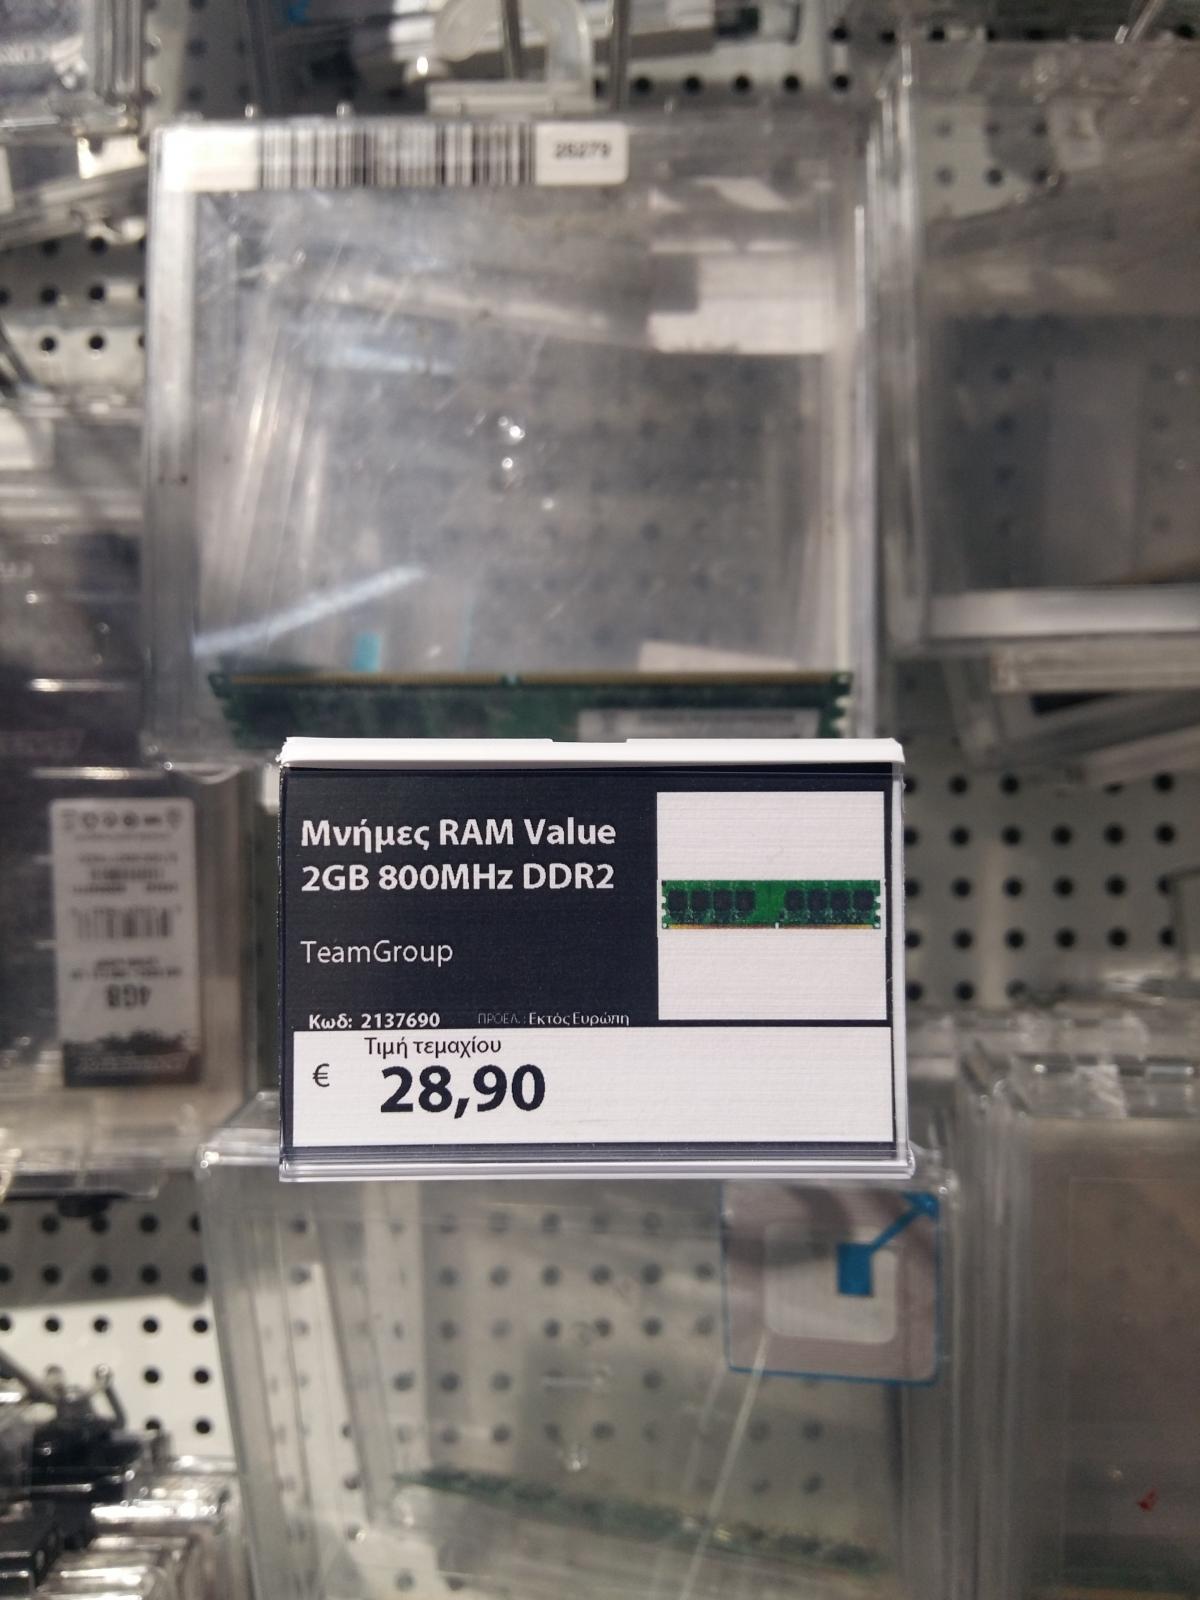 26279
Μνήμες RAM Value
2GB 800MHz DDR2
TeamGroup
Κωδ: 2137690 ΠΡΟΕΛ.: Εκτός Ευρώπη
Τιμή τεμαχίου
€ 28,90
4GB